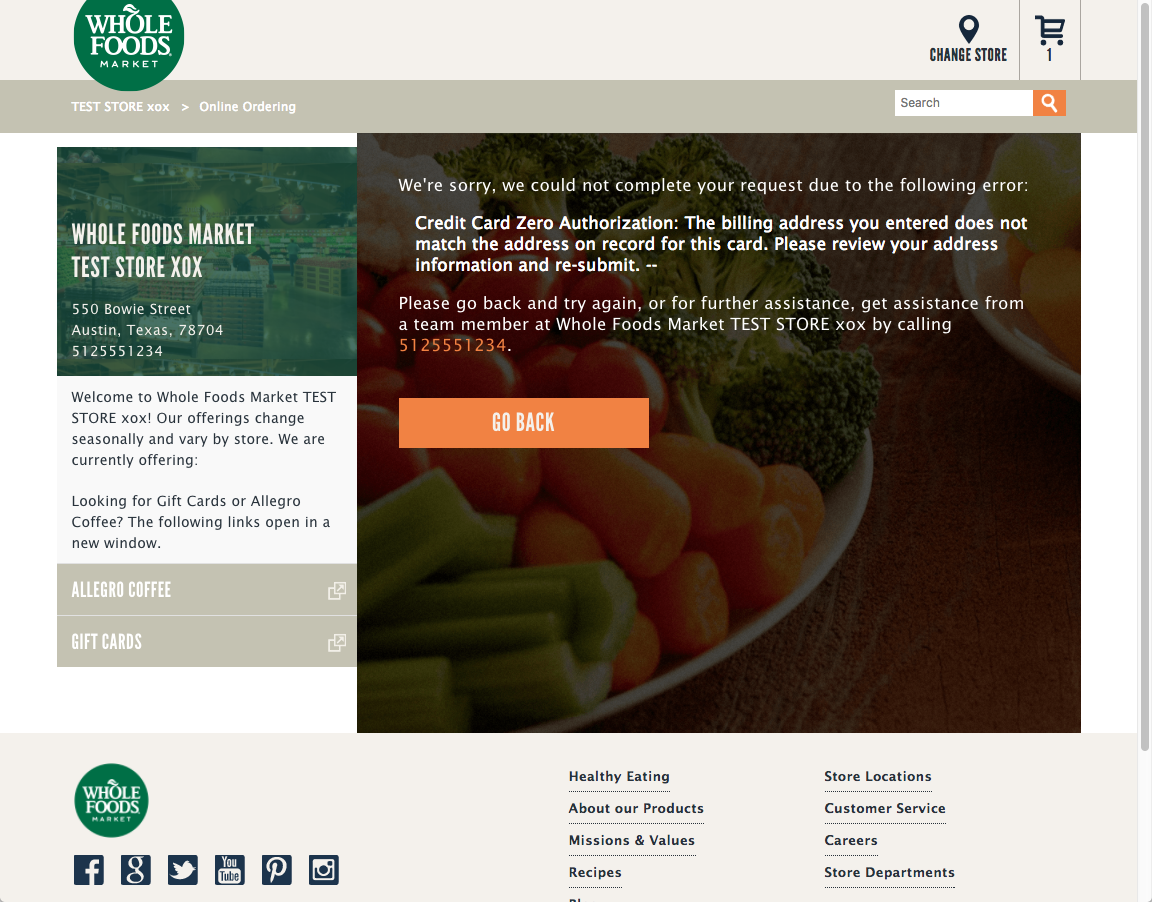 WHOLE
FOODS
MARKET
CHANGE STORE
1
TEST STORE xox > Online Ordering
Search
WHOLE FOODS MARKET
TEST STORE XOX
550 Bowie Street
Austin, Texas, 78704
5125551234
Welcome to Whole Foods Market TEST
STORE xox! Our offerings change
seasonally and vary by store. We are
currently offering:
Looking for Gift Cards or Allegro
Coffee? The following links open in a
new window.
ALLEGRO COFFEE
GIFT CARDS
We're sorry, we could not complete your request due to the following error:
Credit Card Zero Authorization: The billing address you entered does not
match the address on record for this card. Please review your address
information and re-submit. --
Please go back and try again, or for further assistance, get assistance from
a team member at Whole Foods Market TEST STORE xox by calling
5125551234.
GO BACK
WHOLE
FOODS
MARKET
You
Tube
Healthy Eating
About our Products
Missions & Values
Recipes
Store Locations
Customer Service
Careers
Store Departments